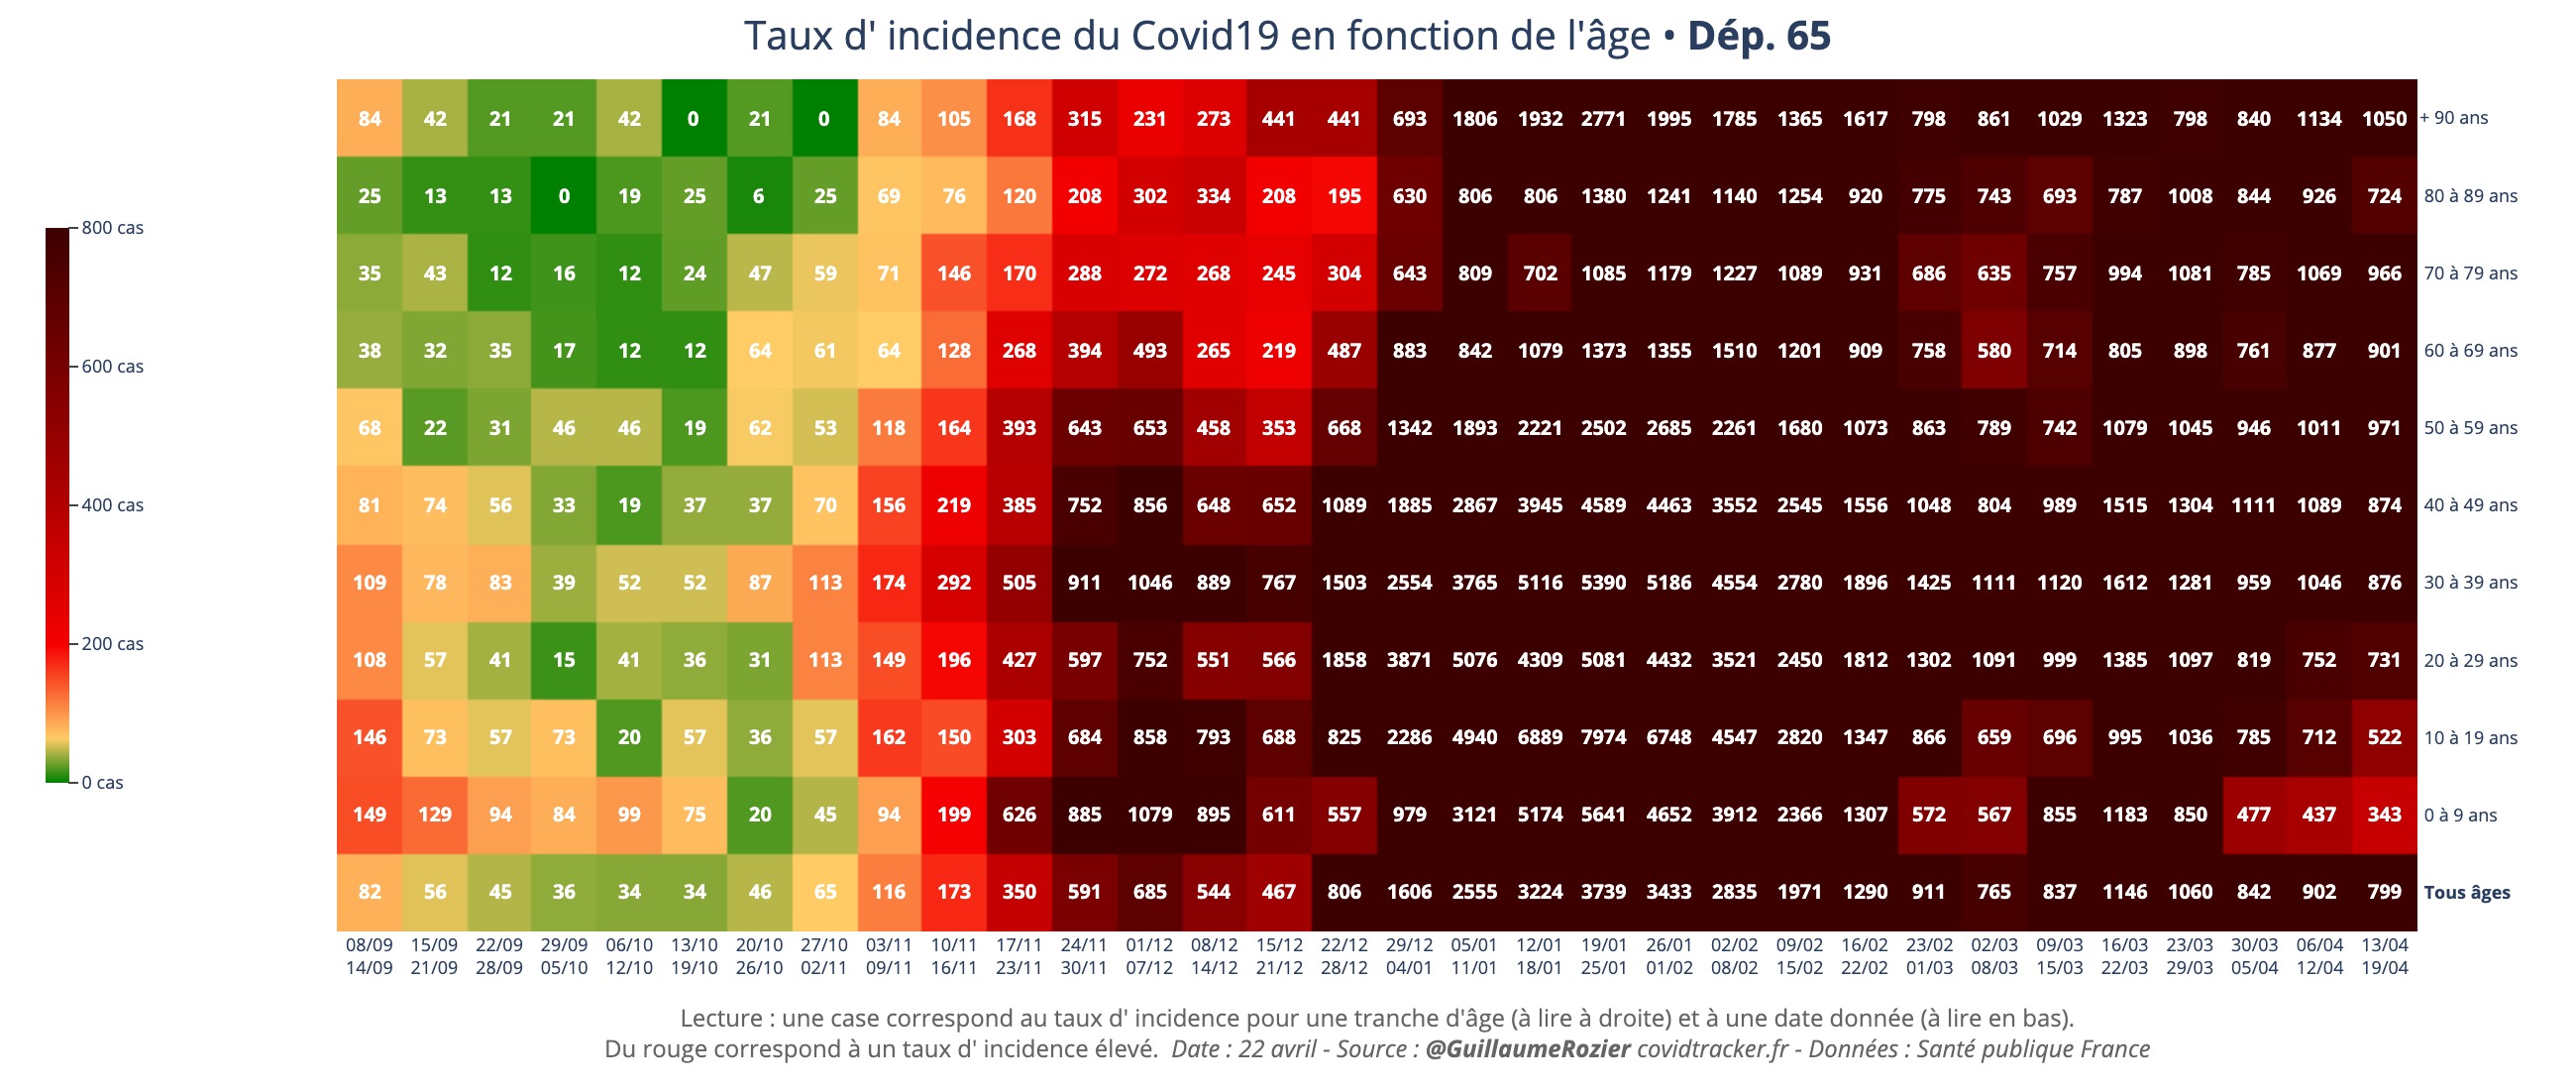 Taux d' incidence du Covid19 en fonction de l'âge • Dép. 65
84 42 21 21 42 0 21 0 84 105 168 315 231 273 441 441 693 1806 1932 2771 1995 1785 1365 1617 798 861 1029 1323 798 840 1134 1050 + 90 ans
25 13 13 0 19 25 6 25 69 76 120 208 302 334 208 195 630 806 806 1380 1241 1140 1254 920 775 743 693 787 1008 844 926 724 80 à 89 ans
800 cas
35 43 12 16 12 24 47 59 71 146 170 288 272 268 245 304 643 809 702 1085 1179 1227 1089 931 686 635 757 994 1081 785 1069 966 70 à 79 ans
38 32 35 17 12 12 64 61 64 128 268 394 493 265 219 487 883 842 1079 1373 1355 1510 1201 909 758 580 714 805 898 761 877 901 60 à 69 ans
600 cas
68 22 31 46 46 19 62 53 118 164 393 643 653 458 353 668 1342 1893 2221 2502 2685 2261 1680 1073 863 789 742 1079 1045 946 1011 971 50 à 59 ans
400 cas
81 74 56 33 19 37 37 70 156 219 385 752 856 648 652 1089 1885 2867 3945 4589 4463 3552 2545 1556 1048 804 989 1515 1304 1111 1089 874 40 à 49 ans
109 78 83 39 52 52 87 113 174 292 505 911 1046 889 767 1503 2554 3765 5116 5390 5186 4554 2780 1896 1425 1111 1120 1612 1281 959 1046 876 30 à 39 ans
200 cas
108 57 41 15 41 36 31 113 149 196 427 597 752 551 566 1858 3871 5076 4309 5081 4432 3521 2450 1812 1302 1091 999 1385 1097 819 752 731 20 à 29 ans
146 73 57 73 20 57 36 57 162 150 303 684 858 793 688 825 2286 4940 6889 7974 6748 4547 2820 1347 866 659 696 995 1036 785 712 522 10 à 19 ans
0 cas
149 129 94 84 99 75 20 45 94 199 626 885 1079 895 611 557 979 3121 5174 5641 4652 3912 2366 1307 572 567 855 1183 850 477 437 343 0 à 9 ans
82 56 45 36 34 34 46 65 116 173 350 591 685 544 467 806 1606 2555 3224 3739 3433 2835 1971 1290 911 765 837 1146 1060 842 902 799 Tous âges
08/09 15/09 22/09 29/09 06/10 13/10 20/10 27/10 03/11 10/11 17/11 24/11 01/12 08/12 15/12 22/12 29/12 05/01 12/01 19/01 26/01 02/02 09/02 16/02 23/02 02/03 09/03 16/03 23/03 30/03 06/04 13/04
14/09 21/09 28/09 05/10 12/10 19/10 26/10 02/11 09/11 16/11 23/11 30/11 07/12 14/12 21/12 28/12 04/01 11/01 18/01 25/01 01/02 08/02 15/02 22/02 01/03 08/03 15/03 22/03 29/03 05/04 12/04 19/04
Lecture : une case correspond au taux d' incidence pour une tranche d'âge (à lire à droite) et à une date donnée (à lire en bas).
Du rouge correspond à un taux d' incidence élevé. Date : 22 avril - Source : @GuillaumeRozier covidtracker.fr - Données : Santé publique France